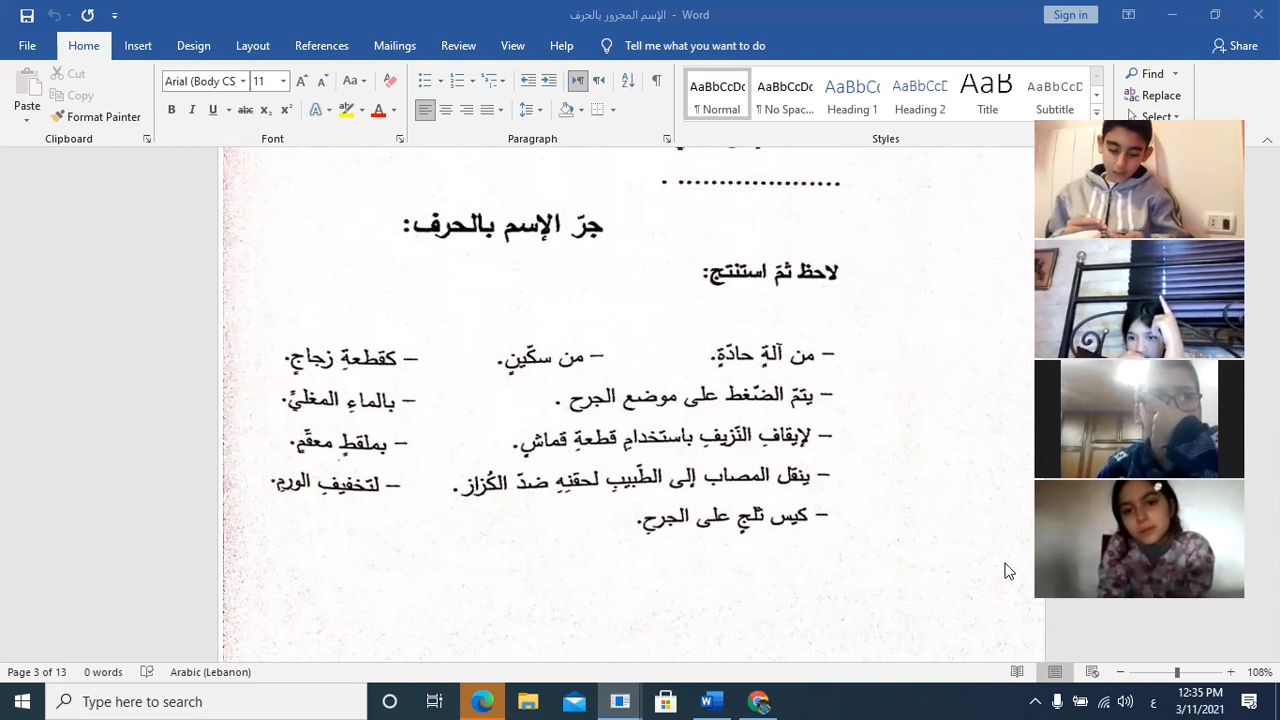 الإسم المجرور بالحرف - Word
Sign in
File Home Insert Design Layout References Mailings Review View Help Tell me what you want to do Share
Paste
Cut
Copy
Format Painter
Clipboard
Arial (Body CS 11
Font
Paragraph
AaBbCcDc AaBbCcDc AaBbCc AaBbCcD AaB AaBbCcD
¶ Normal ¶ No Spac... Heading 1 Heading 2 Title Subtitle
Styles
Find
Replace
Select
جرّ الإسم بالحرف:
لاحظ ثمّ استنتج:
– من آلةٍ حادّةٍ. – من سكّينٍ. – كقطعةِ زجاجٍ.
– يتمّ الضّغط على موضع الجرح . – بالماءِ المغليِّ.
– لإيقافِ النّزيفِ باستخدامِ قطعةِ قماشٍ. – بملقطٍ معقّمٍ.
– ينقل المصاب إلى الطّبيبِ لحقنِهِ ضدّ الكُزاز. – لتخفيفِ الورمِ.
– كيس ثلجٍ على الجرحِ.
Page 3 of 13 0 words Arabic (Lebanon) 108%
Type here to search
ع
12:35 PM
3/11/2021